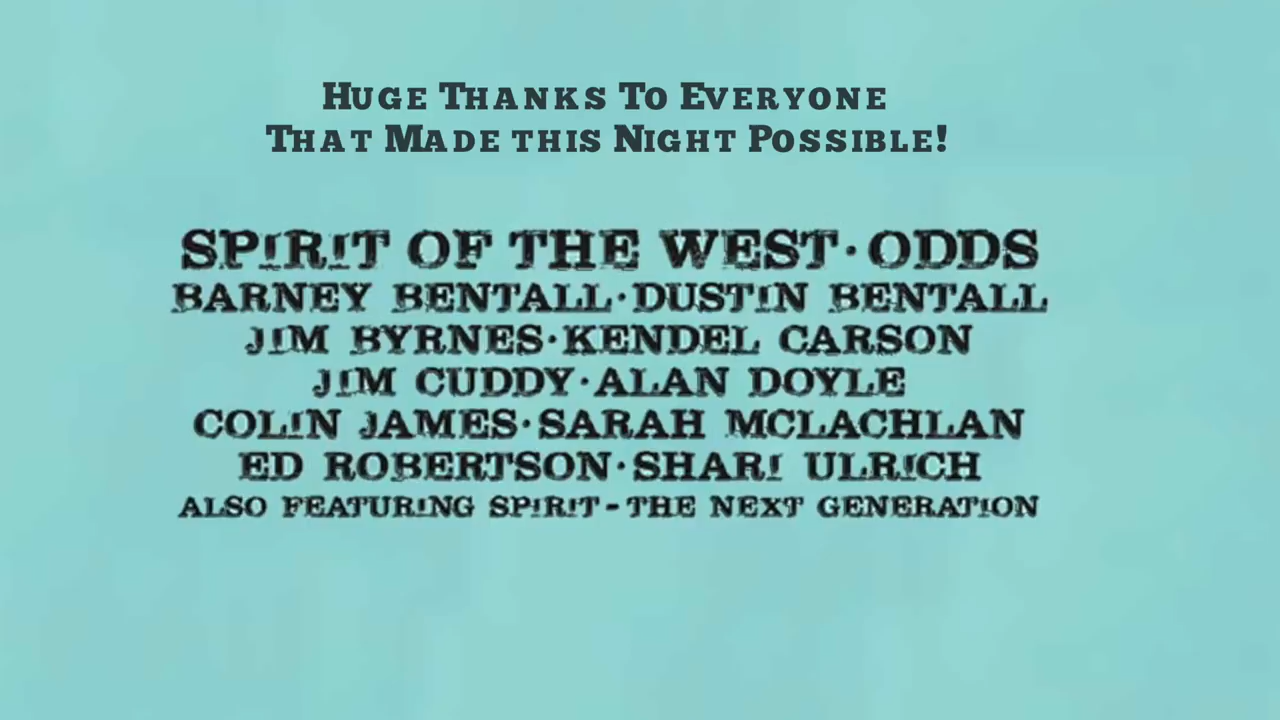 HUGE THANKS TO EVERYONE
THAT MADE THIS NIGHT POSSIBLE!
SPIRIT OF THE WEST · ODDS
BARNEY BENTALL · DUSTIN BENTALL
JIM BYRNES · KENDEL CARSON
JIM CUDDY · ALAN DOYLE
COLIN JAMES · SARAH MCLACHLAN
ED ROBERTSON · SHARI ULRICH
ALSO FEATURING SPIRIT - THE NEXT GENERATION